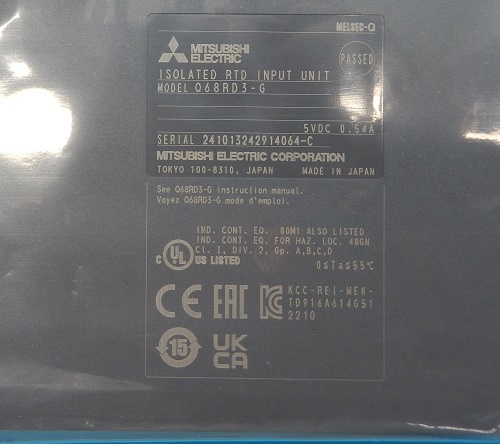 MELSEC-Q
MITSUBISHI
ELECTRIC
PASSED
ISOLATED RTD INPUT UNIT
MODEL Q68RD3-G
5VDC 0.54A
SERIAL 241013242914064-C
MITSUBISHI ELECTRIC CORPORATION
TOKYO 100-8310, JAPAN MADE IN JAPAN
See Q68RD3-G Instruction manual.
Voyez Q68RD3-G mode d'emploi.
IND. CONT. EQ. 80M1 ALSO LISTED
IND. CONT. EQ. FOR HAZ. LOC. 48GN
Cl. I, DIV. 2, Gp. A,B,C,D
C UL US LISTED 0≤Ta≤55℃
CE EAC KC KCC-REI-MEK-
TD916A614G51
2210
15 UK
CA